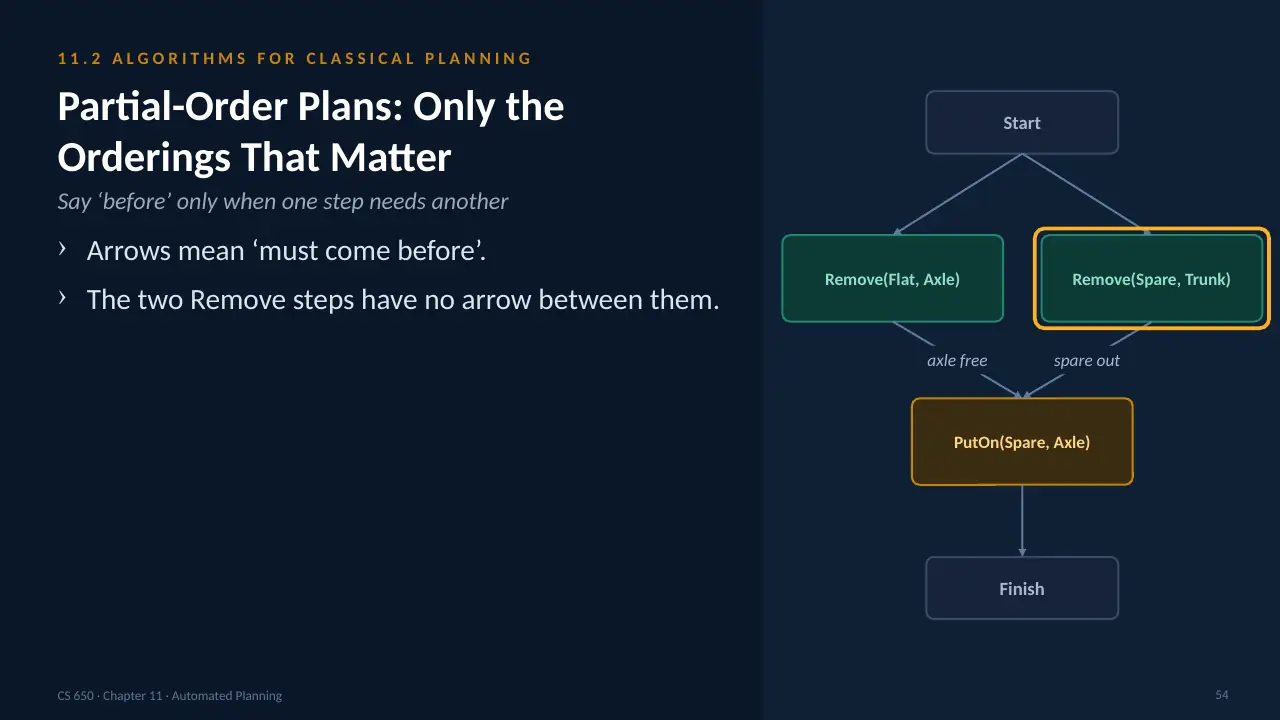 11.2 ALGORITHMS FOR CLASSICAL PLANNING
Partial-Order Plans: Only the
Orderings That Matter
Say ‘before’ only when one step needs another
› Arrows mean ‘must come before’.
› The two Remove steps have no arrow between them.
Start
Remove(Flat, Axle)
Remove(Spare, Trunk)
axle free
spare out
PutOn(Spare, Axle)
Finish
CS 650 · Chapter 11 · Automated Planning
54